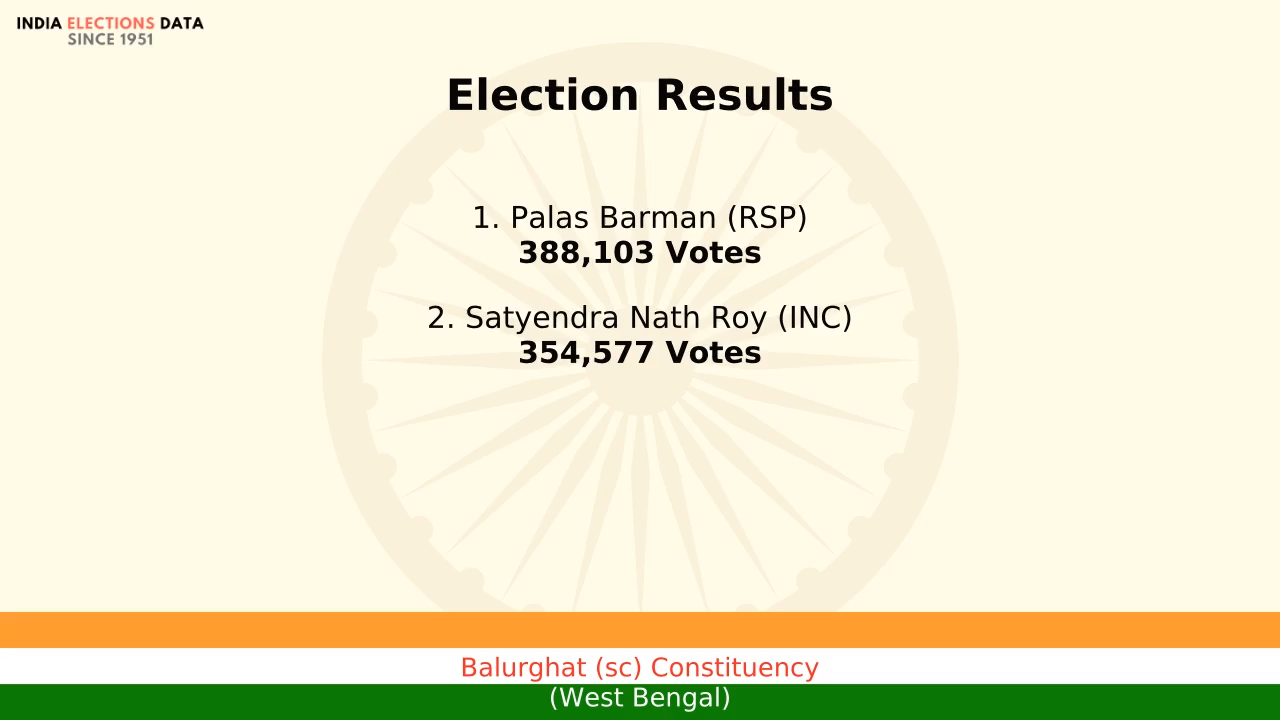 INDIA ELECTIONS DATA
SINCE 1951
Election Results
1. Palas Barman (RSP)
388,103 Votes
2. Satyendra Nath Roy (INC)
354,577 Votes
Balurghat (sc) Constituency
(West Bengal)